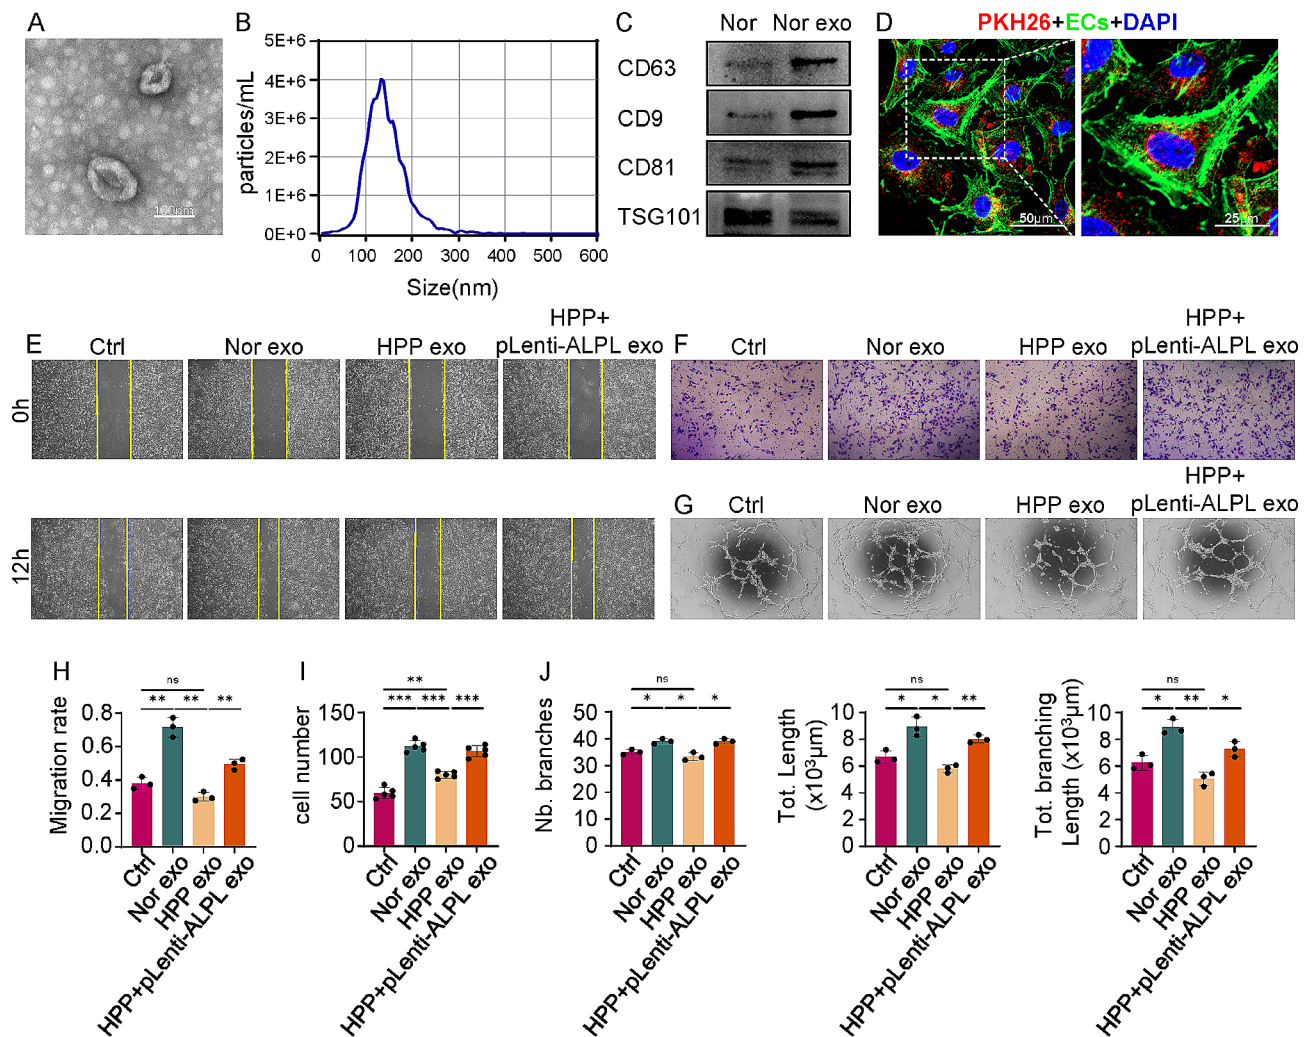 A
100nm
B
particles/mL
5E+6
4E+6
3E+6
2E+6
1E+6
0E+0
0 100 200 300 400 500 600
Size(nm)
C
Nor Nor exo
CD63
CD9
CD81
TSG101
D
PKH26+ECs+DAPI
50μm
25μm
E
Ctrl
Nor exo
HPP exo
HPP+
pLenti-ALPL exo
0h
12h
F
Ctrl
Nor exo
HPP exo
HPP+
pLenti-ALPL exo
G
Ctrl
Nor exo
HPP exo
HPP+
pLenti-ALPL exo
H
ns
** ** **
Migration rate
0.8
0.6
0.4
0.2
0.0
Ctrl
Nor exo
HPP exo
HPP+pLenti-ALPL exo
I
**
*** *** ***
cell number
150
100
50
0
Ctrl
Nor exo
HPP exo
HPP+pLenti-ALPL exo
J
ns
* * *
Nb. branches
50
40
30
20
10
0
Ctrl
Nor exo
HPP exo
HPP+pLenti-ALPL exo
ns
* * **
Tot. Length
(x10³μm)
10
8
6
4
2
0
Ctrl
Nor exo
HPP exo
HPP+pLenti-ALPL exo
ns
* ** *
Tot. branching
Length (x10³μm)
10
8
6
4
2
0
Ctrl
Nor exo
HPP exo
HPP+pLenti-ALPL exo